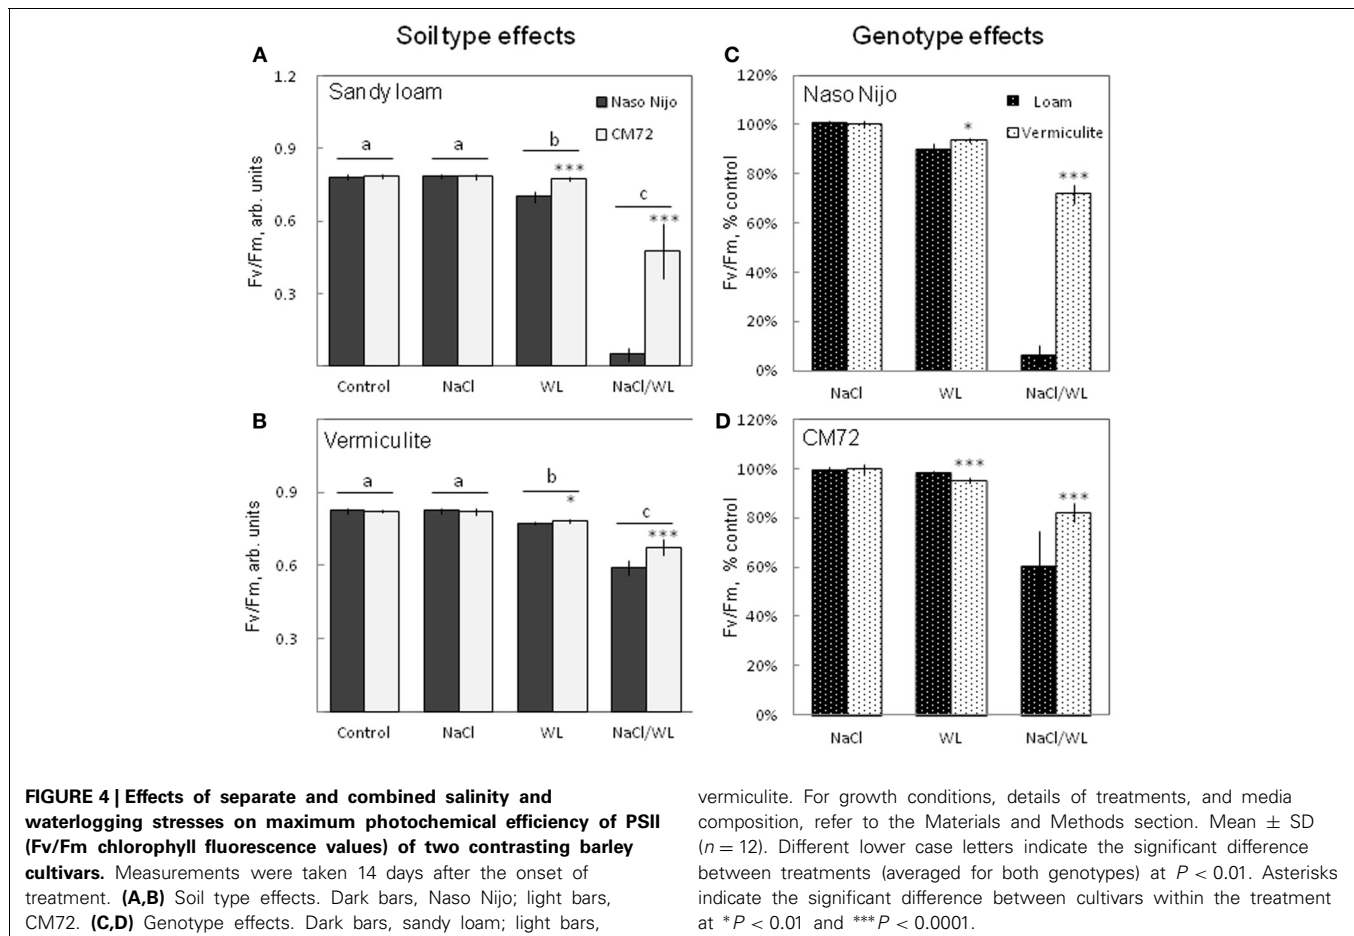 Soil type effects
Genotype effects
A
1.2
0.9
0.6
0.3
Fv/Fm, arb. units
Sandy loam
Naso Nijo
CM72
a
a
b
***
c
***
Control
NaCl
WL
NaCl/WL
C
120%
100%
80%
60%
40%
20%
0%
Fv/Fm, % control
Naso Nijo
Loam
Vermiculite
*
***
NaCl
WL
NaCl/WL
B
0.9
0.6
0.3
Fv/Fm, arb. units
Vermiculite
a
a
b
*
c
***
Control
NaCl
WL
NaCl/WL
D
120%
100%
80%
60%
40%
20%
0%
Fv/Fm, % control
CM72
***
***
NaCl
WL
NaCl/WL
FIGURE 4 | Effects of separate and combined salinity and
waterlogging stresses on maximum photochemical efficiency of PSII
(Fv/Fm chlorophyll fluorescence values) of two contrasting barley
cultivars. Measurements were taken 14 days after the onset of
treatment. (A,B) Soil type effects. Dark bars, Naso Nijo; light bars,
CM72. (C,D) Genotype effects. Dark bars, sandy loam; light bars,
vermiculite. For growth conditions, details of treatments, and media
composition, refer to the Materials and Methods section. Mean ± SD
(n = 12). Different lower case letters indicate the significant difference
between treatments (averaged for both genotypes) at P < 0.01. Asterisks
indicate the significant difference between cultivars within the treatment
at *P < 0.01 and ***P < 0.0001.